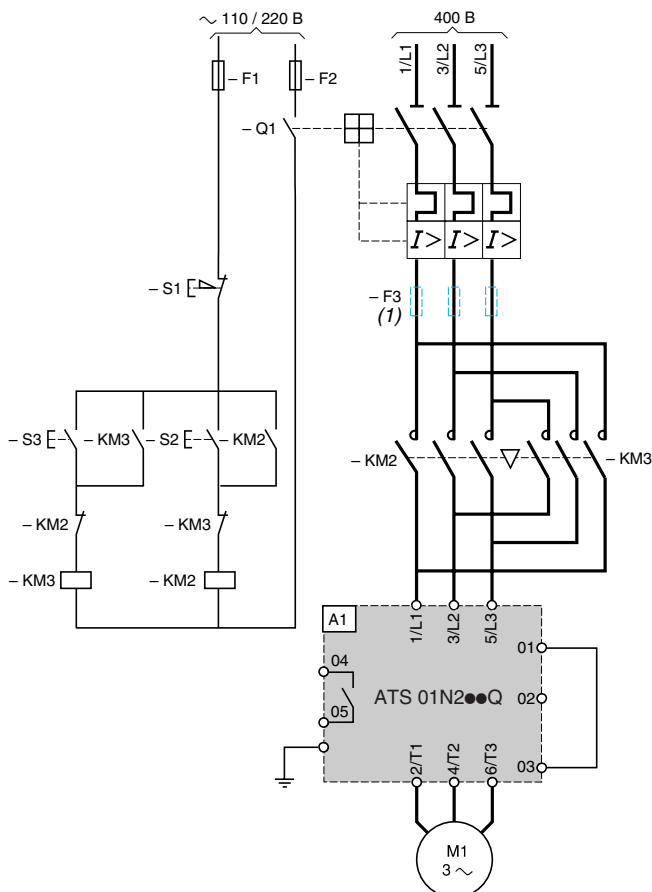 ~ 110 / 220 В
400 В
1/L1
3/L2
5/L3
– F1
– F2
– Q1
I> I> I>
– S1
– F3
(1)
– S3
– KM3
– S2
– KM2
– KM2
– KM3
– KM2
– KM3
– KM3
– KM2
A1
1/L1
3/L2
5/L3
04
01
ATS 01N2●●Q
02
05
2/T1
4/T2
6/T3
03
M1
3 ~